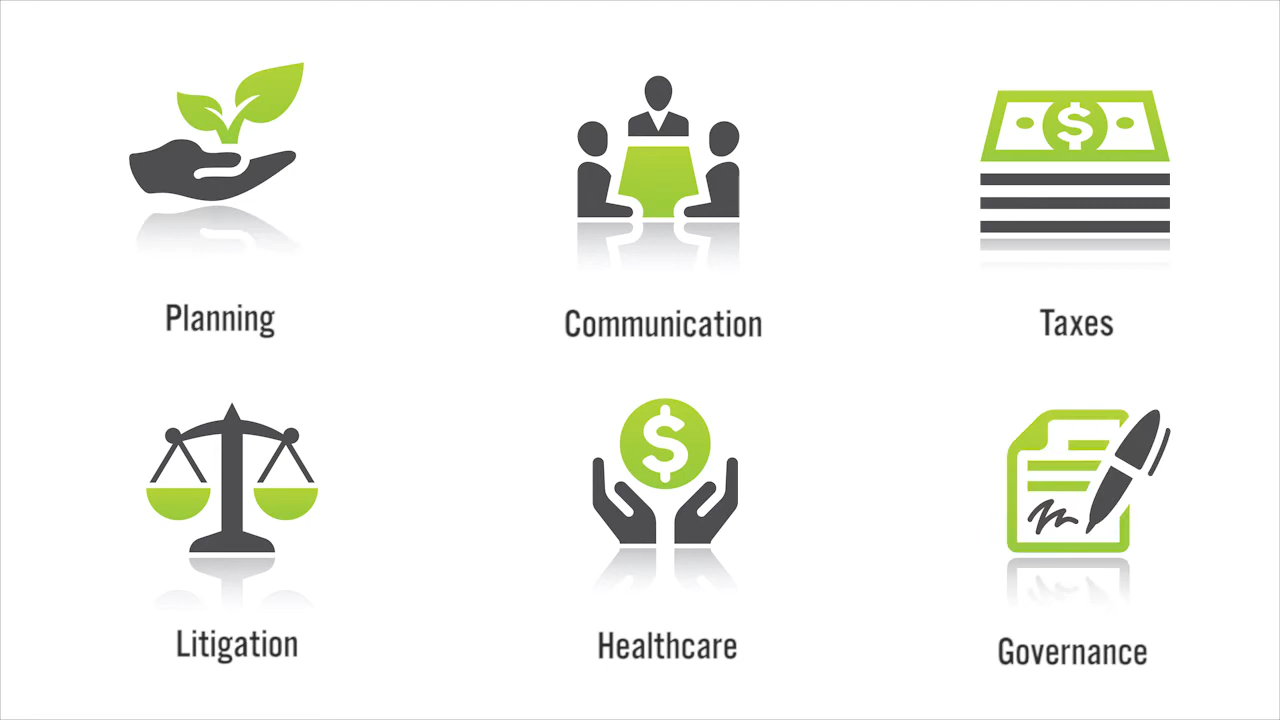 $
Planning
Communication
Taxes
$
Litigation
Healthcare
Governance